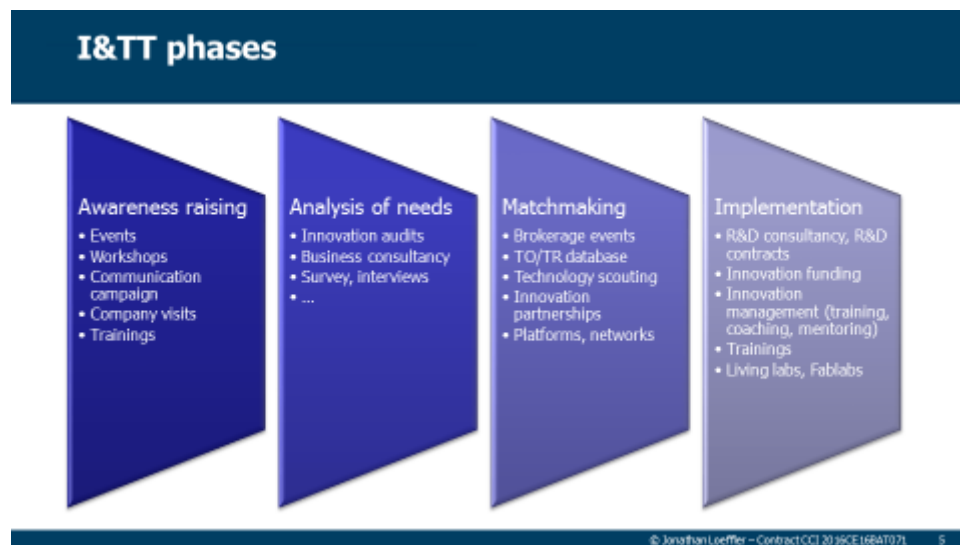 I&TT phases
Awareness raising
• Events
• Workshops
• Communication
campaign
• Company visits
• Trainings
Analysis of needs
• Innovation audits
• Business consultancy
• Survey, interviews
• ...
Matchmaking
• Brokerage events
• TO/TR database
• Technology scouting
• Innovation
partnerships
• Platforms, networks
Implementation
• R&D consultancy, R&D
contracts
• Innovation funding
• Innovation
management (training,
coaching, mentoring)
• Trainings
• Living labs, Fablabs
© Jonathan Loeffler – Contract CCI 2016CE16BAT071 5